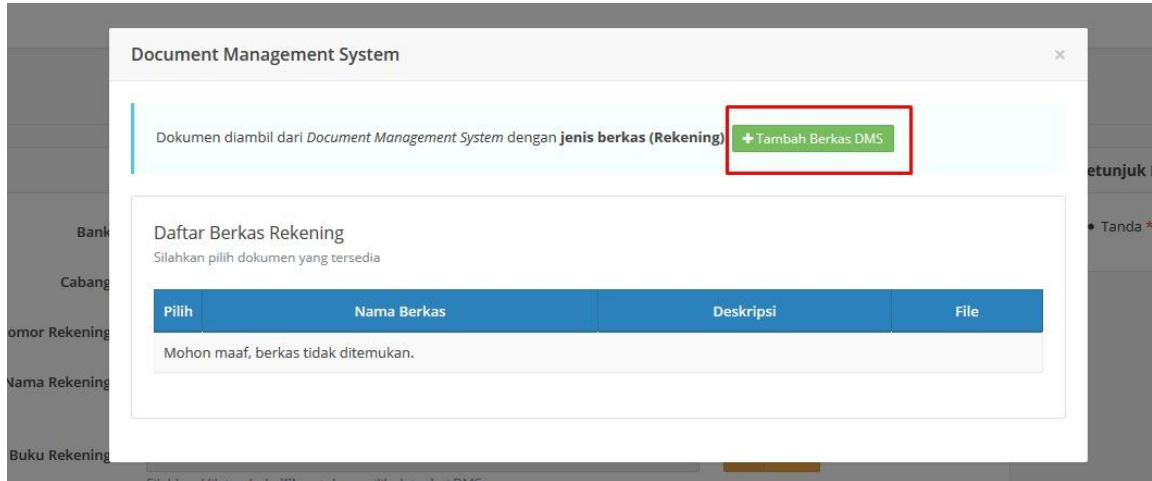 Document Management System
×
Dokumen diambil dari Document Management System dengan jenis berkas (Rekening)
+ Tambah Berkas DMS
etunjuk
Bank
Daftar Berkas Rekening
• Tanda *
Silahkan pilih dokumen yang tersedia
Cabang
Pilih Nama Berkas Deskripsi File
omor Rekening
Mohon maaf, berkas tidak ditemukan.
Nama Rekening
Buku Rekening